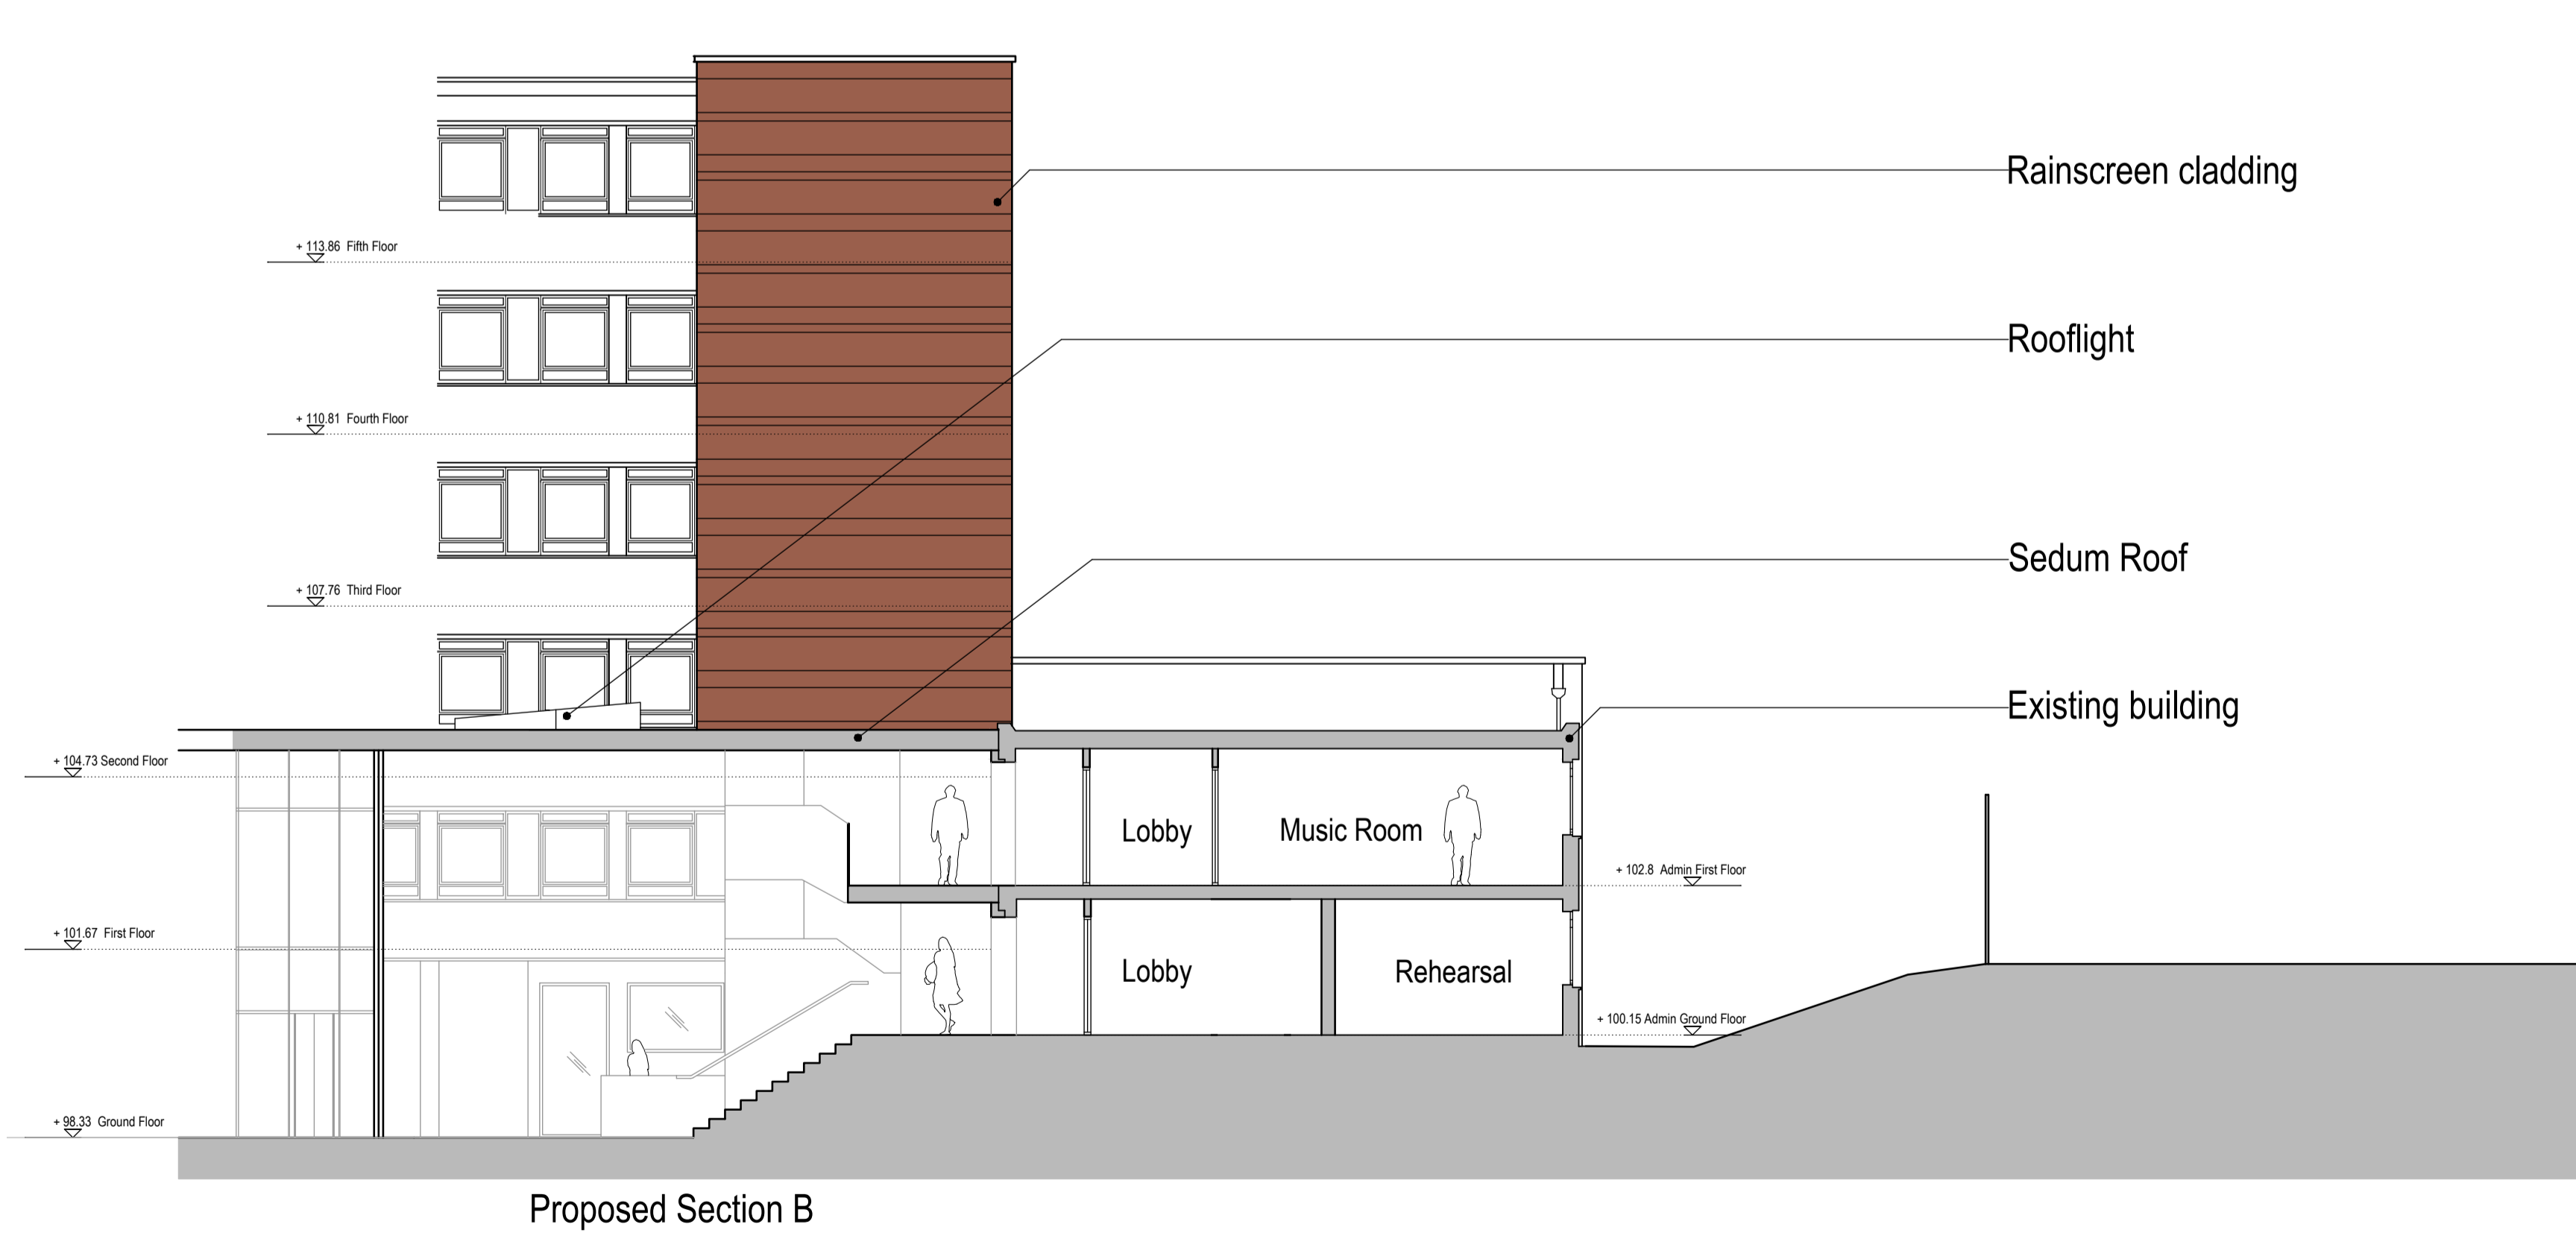 Rainscreen cladding
+ 113.86 Fifth Floor
Rooflight
+ 110.81 Fourth Floor
Sedum Roof
+ 107.76 Third Floor
Existing building
+ 104.73 Second Floor
Lobby
Music Room
+ 102.8 Admin First Floor
+ 101.67 First Floor
Lobby
Rehearsal
+ 100.15 Admin Ground Floor
+ 98.33 Ground Floor
Proposed Section B